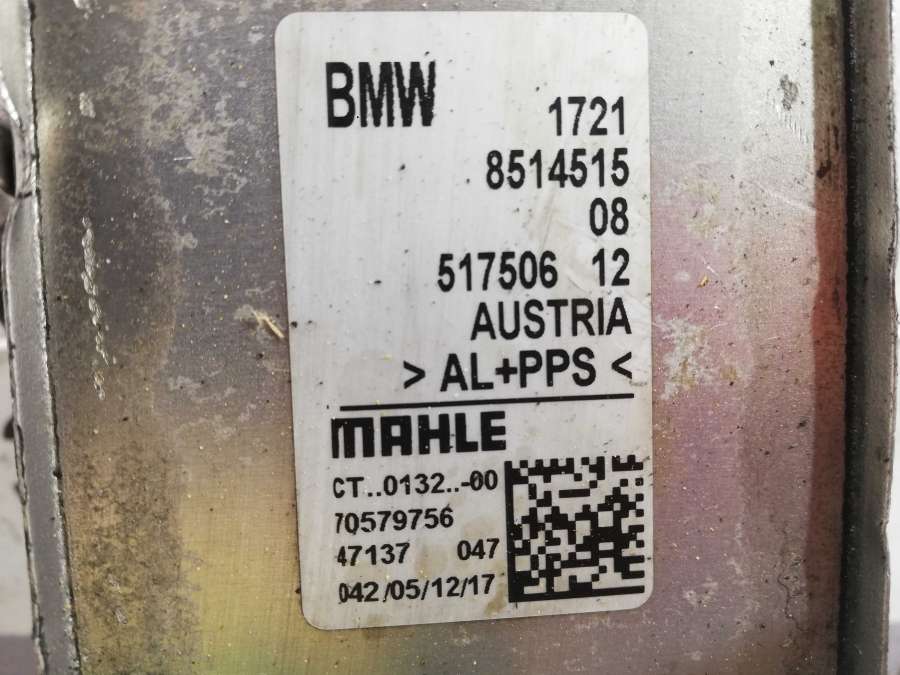 BMW
1721
8514515
08
517506 12
AUSTRIA
> AL+PPS <
MAHLE
CT..0132..-00
70579756
47137 047
042/05/12/17